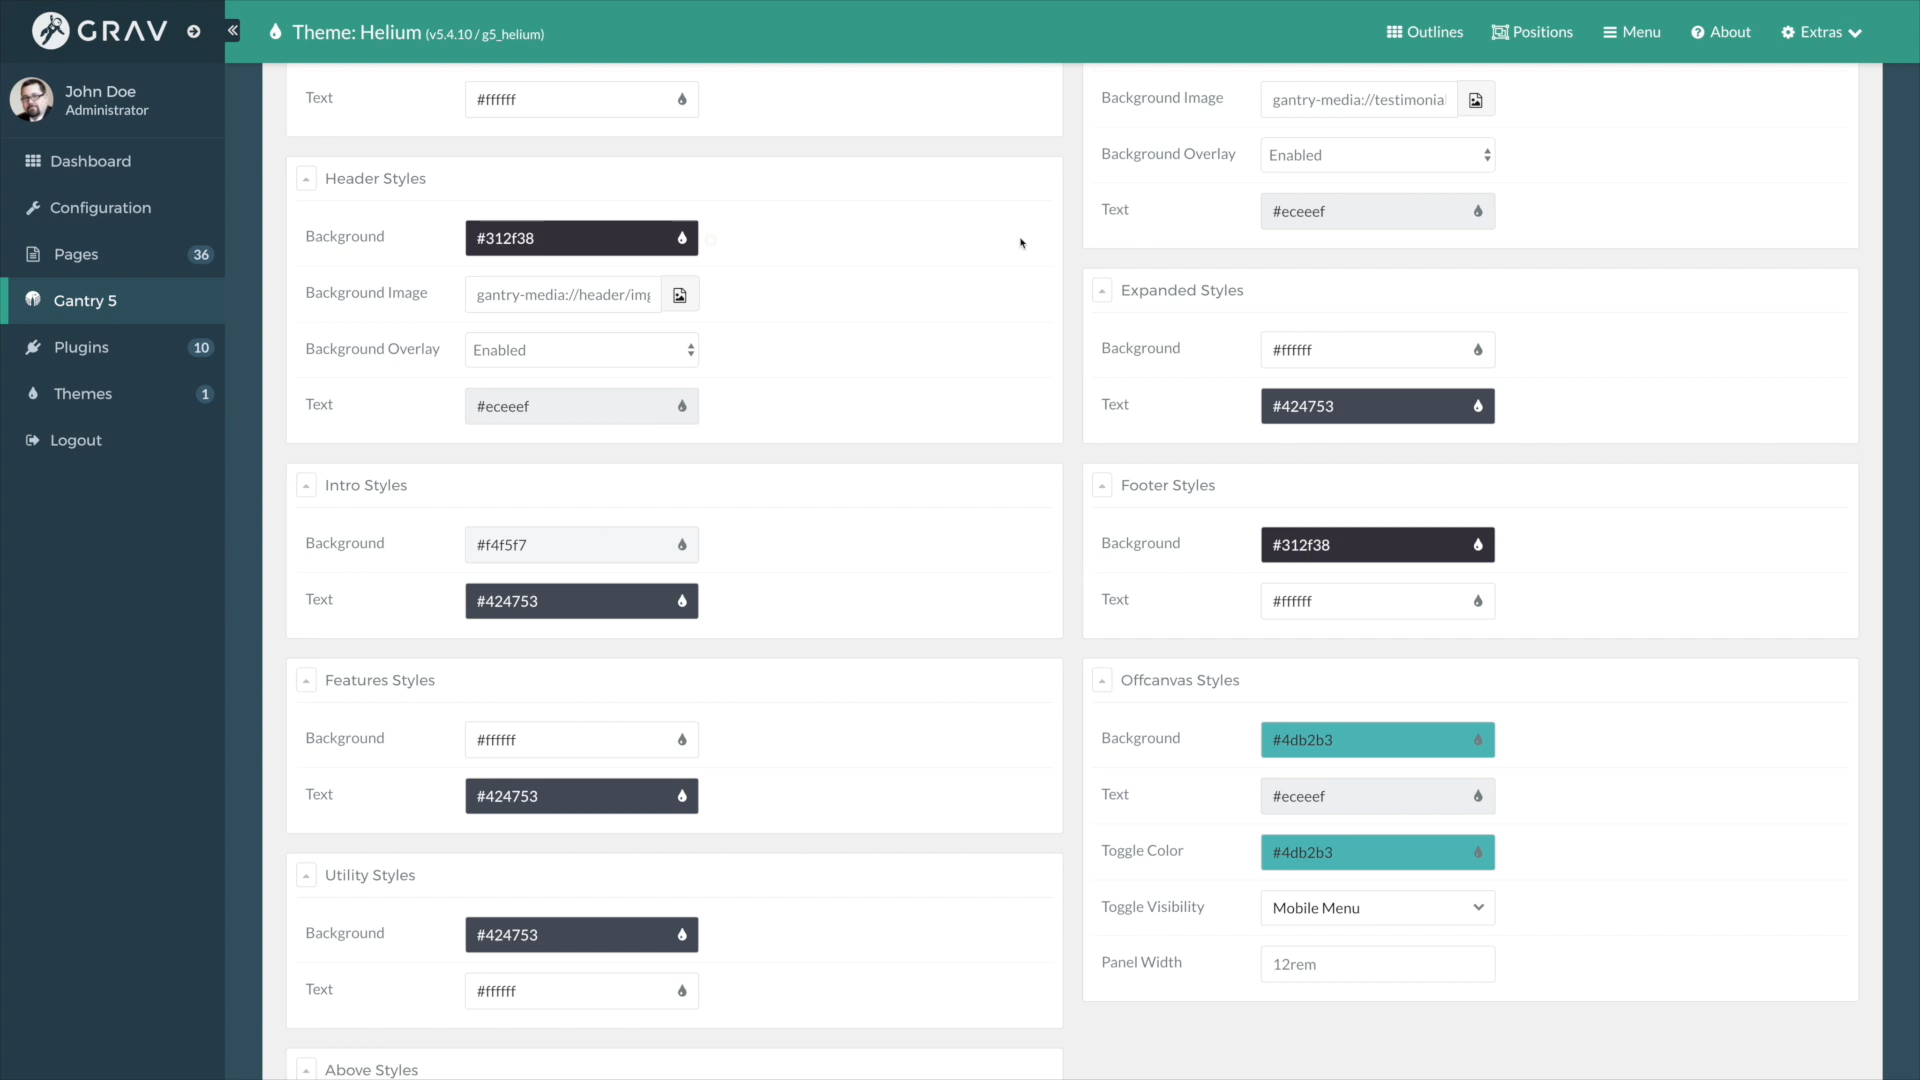 GRAV
Theme: Helium (v5.4.10 / g5_helium)
Outlines
Positions
Menu
About
Extras
John Doe
Administrator
Dashboard
Configuration
Pages 36
Gantry 5
Plugins 10
Themes 1
Logout
Text #ffffff
Header Styles
Background #312f38
Background Image gantry-media://header/img
Background Overlay Enabled
Text #eceeef
Intro Styles
Background #f4f5f7
Text #424753
Features Styles
Background #ffffff
Text #424753
Utility Styles
Background #424753
Text #ffffff
Above Styles
Background Image gantry-media://testimonia
Background Overlay Enabled
Text #eceeef
Expanded Styles
Background #ffffff
Text #424753
Footer Styles
Background #312f38
Text #ffffff
Offcanvas Styles
Background #4db2b3
Text #eceeef
Toggle Color #4db2b3
Toggle Visibility Mobile Menu
Panel Width 12rem